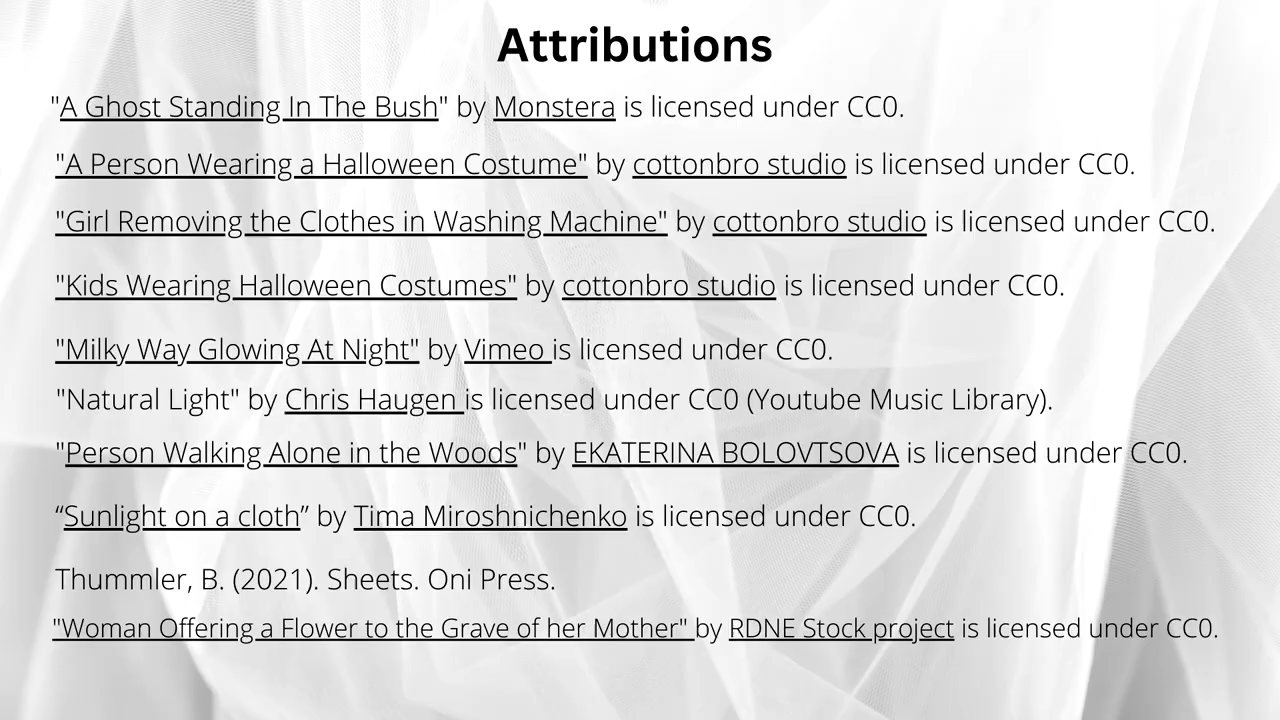 Attributions
"A Ghost Standing In The Bush" by Monstera is licensed under CC0.
"A Person Wearing a Halloween Costume" by cottonbro studio is licensed under CC0.
"Girl Removing the Clothes in Washing Machine" by cottonbro studio is licensed under CC0.
"Kids Wearing Halloween Costumes" by cottonbro studio is licensed under CC0.
"Milky Way Glowing At Night" by Vimeo is licensed under CC0.
"Natural Light" by Chris Haugen is licensed under CC0 (Youtube Music Library).
"Person Walking Alone in the Woods" by EKATERINA BOLOVTSOVA is licensed under CC0.
“Sunlight on a cloth” by Tima Miroshnichenko is licensed under CC0.
Thummler, B. (2021). Sheets. Oni Press.
"Woman Offering a Flower to the Grave of her Mother" by RDNE Stock project is licensed under CC0.